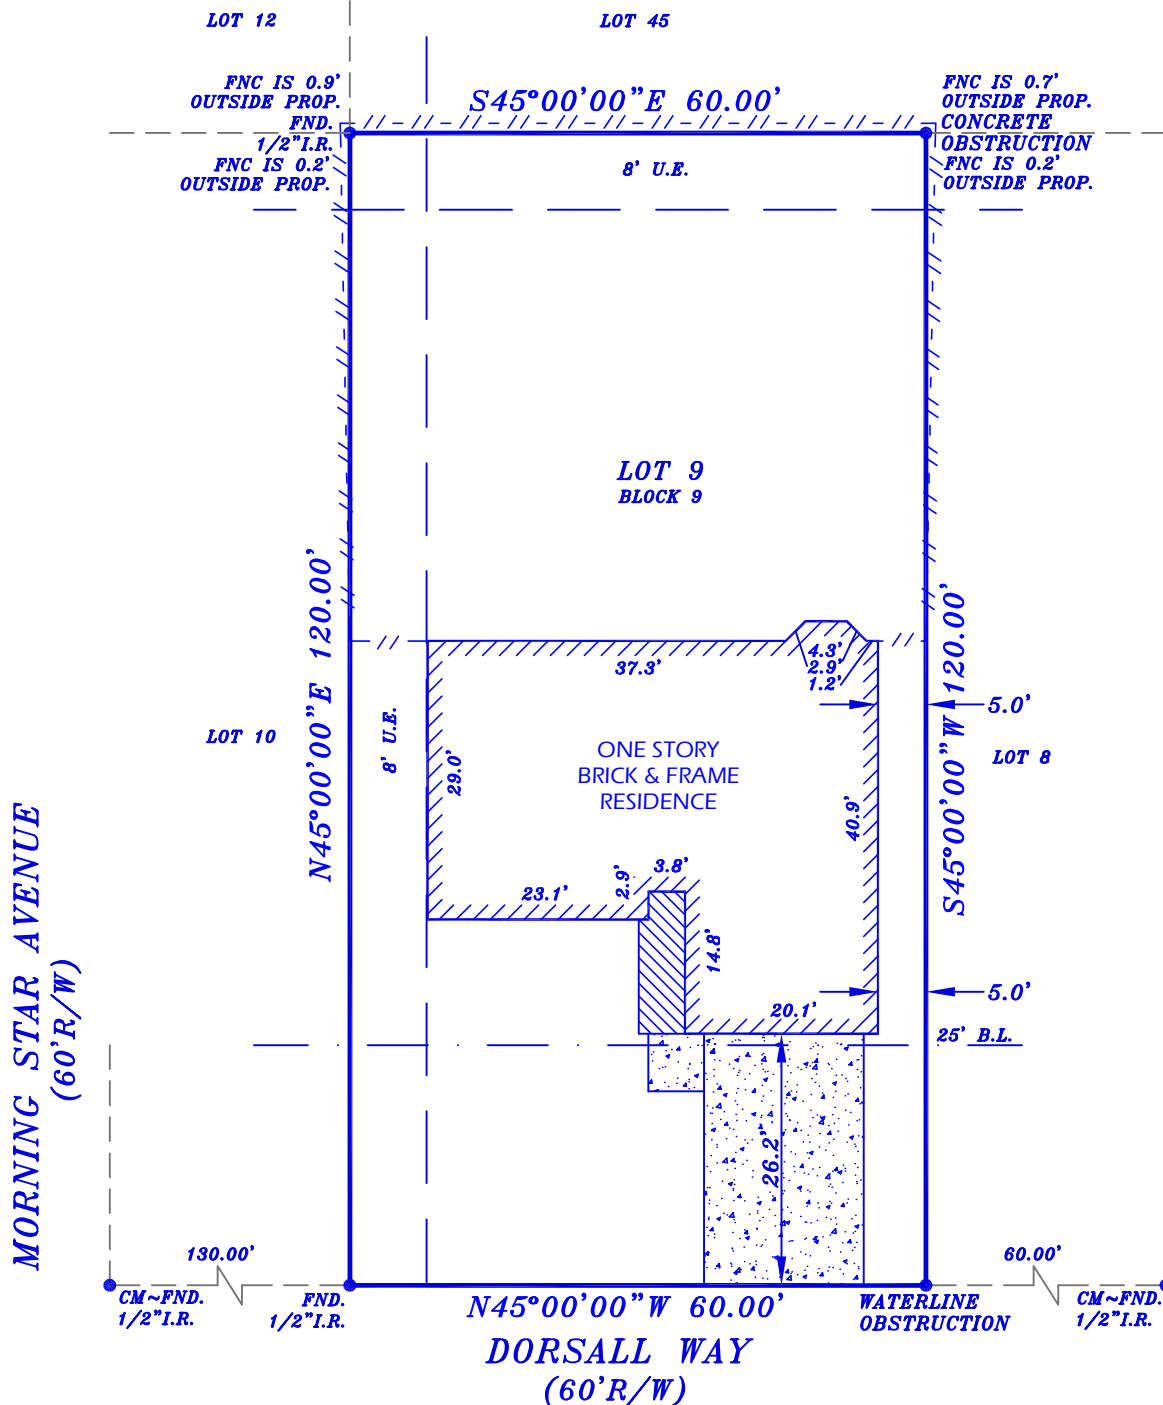 LOT 12
LOT 45
FNC IS 0.9'
OUTSIDE PROP.
FND.
1/2"I.R.
FNC IS 0.2'
OUTSIDE PROP.
S45°00'00"E 60.00'
FNC IS 0.7'
OUTSIDE PROP.
CONCRETE
OBSTRUCTION
FNC IS 0.2'
OUTSIDE PROP.
8' U.E.
LOT 9
BLOCK 9
N45°00'00"E 120.00'
S45°00'00"W 120.00'
4.3'
2.9'
1.2'
37.3'
5.0'
LOT 10
8' U.E.
29.0'
ONE STORY
BRICK & FRAME
RESIDENCE
LOT 8
40.9'
3.8'
2.9'
23.1'
14.8'
20.1'
5.0'
25' B.L.
26.2'
MORNING STAR AVENUE
(60'R/W)
130.00'
60.00'
CM~FND.
1/2"I.R.
FND.
1/2"I.R.
N45°00'00"W 60.00'
WATERLINE
OBSTRUCTION
CM~FND.
1/2"I.R.
DORSALL WAY
(60'R/W)